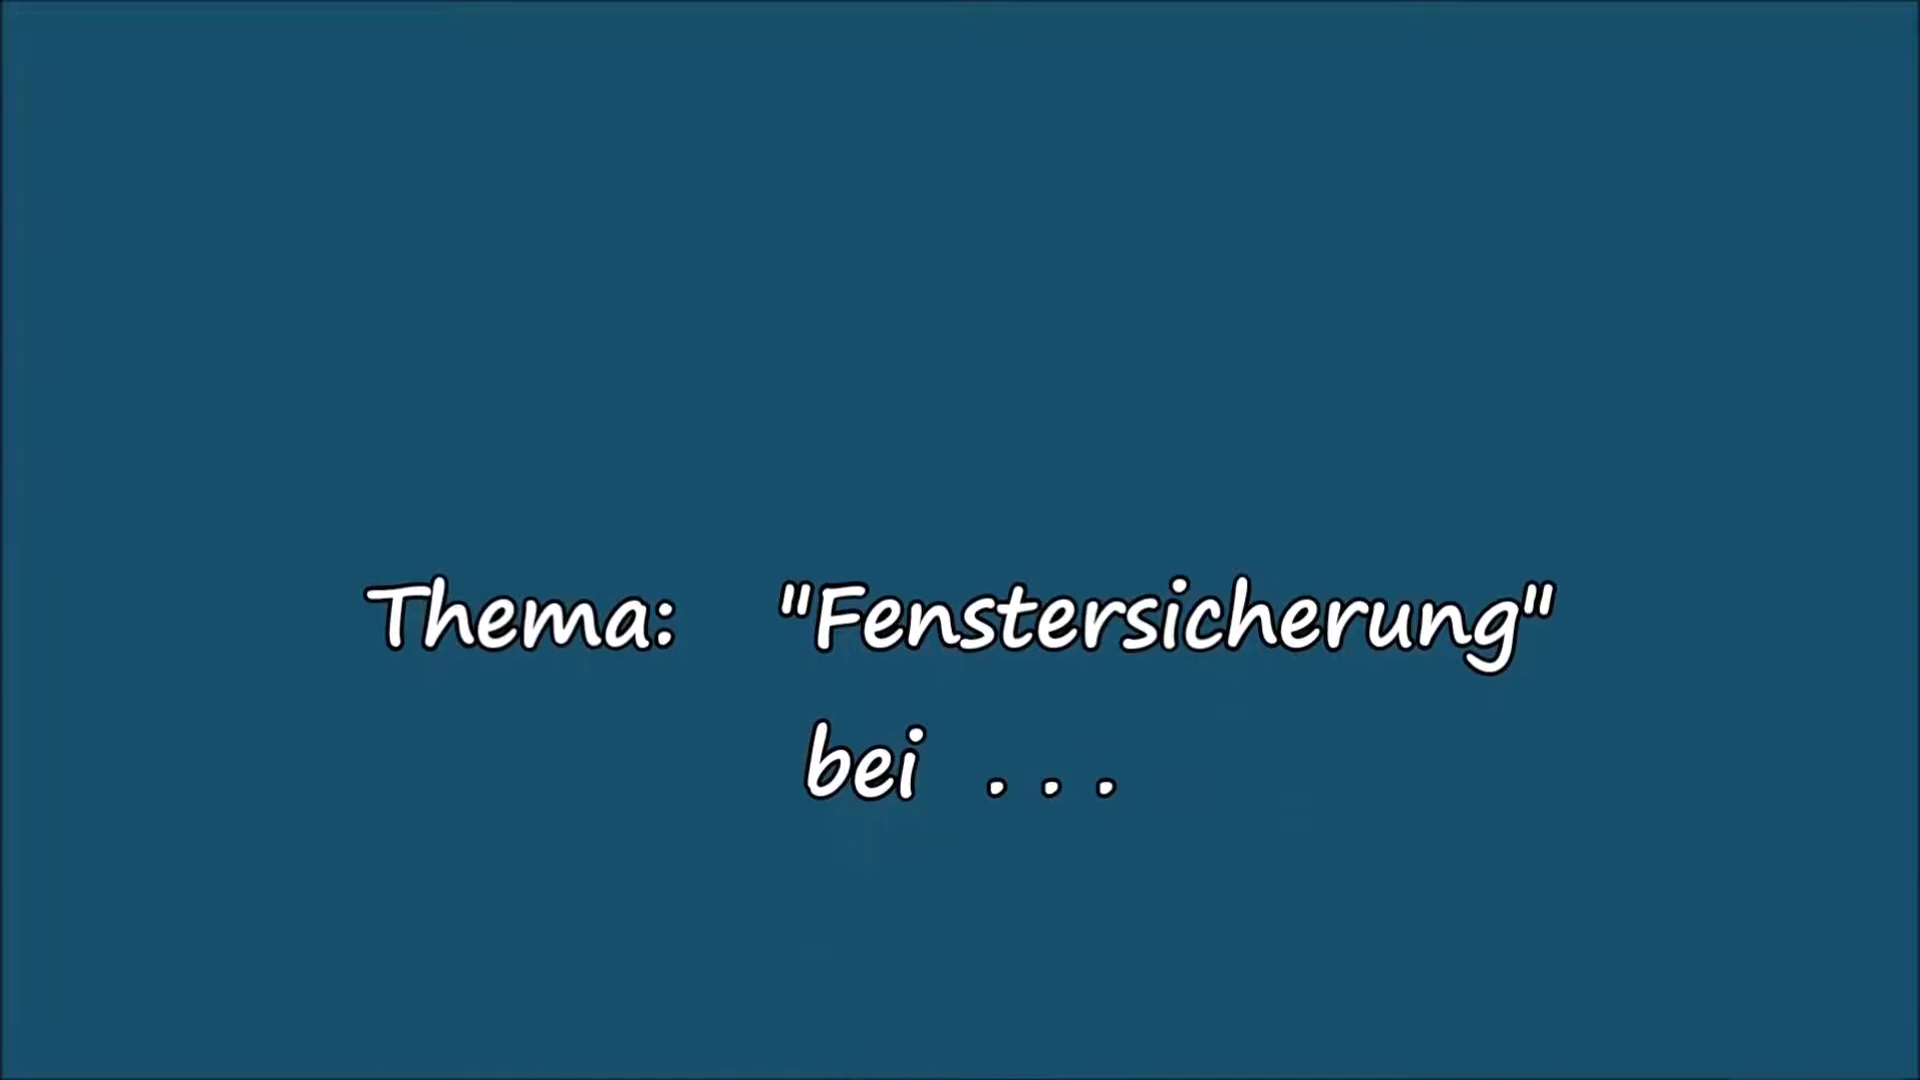 Thema: "Fenstersicherung"
bei . . .